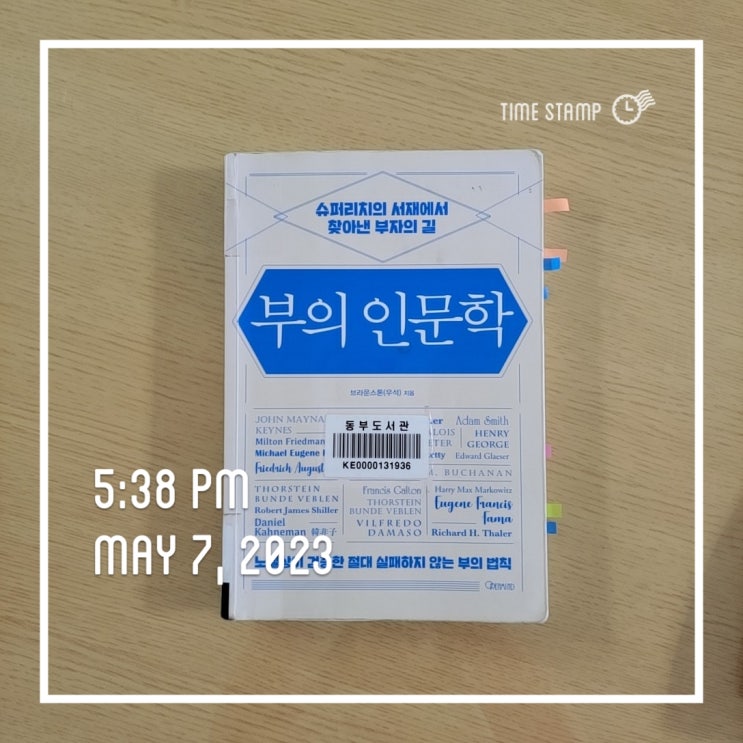 TIME STAMP
슈퍼리치의 서재에서
찾아낸 부자의 길
부의 인문학
브라운스톤(우석) 지음
JOHN MAYNA
KEYNES
Milton Friedman
Michael Eugene
Friedrich August
동부도서관
KE0000131936
Adam Smith
ALOIS
HENRY
GEORGE
Edward Glaeser
BUCHANAN
THORSTEIN
BUNDE VEBLEN
Robert James Shiller
Daniel
Kahneman 韓非子
Francis Galton
THORSTEIN
BUNDE VEBLEN
VILFREDO
DAMASO
Harry Max Markowitz
Eugene Francis
Fama
Richard H. Thaler
절대 실패하지 않는 부의 법칙
OPENMIND
5:38 PM
MAY 7, 2023